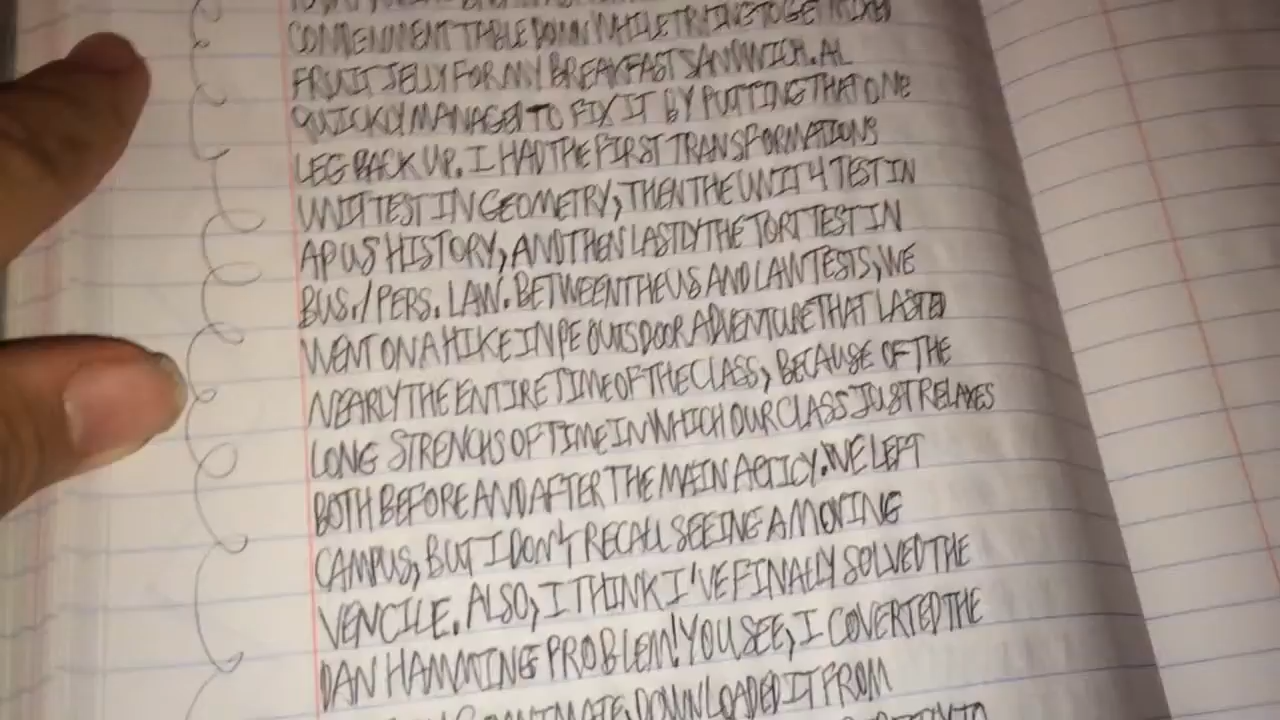 CONTENMENT TABLE DOWN WHILE TRYING TO GET MIXED
FRUIT JELLY FOR MY BREAKFAST SANDWICH. AL
QUICKLY MANAGED TO FIX IT BY PUTTING THAT ONE
LEG BACK UP. I HAD THE FIRST TRANSFORMATIONS
UNIT TEST IN GEOMETRY, THEN THE UNIT 4 TEST IN
AP US HISTORY, AND THEN LASTLY THE TORT TEST IN
BUS./PERS. LAW. BETWEEN THE US AND LAW TESTS, WE
WENT ON A HIKE IN PE OUTSDOOR ADVENTURE THAT LASTED
NEARLY THE ENTIRE TIME OF THE CLASS, BECAUSE OF THE
LONG STRENCHS OF TIME IN WHICH OUR CLASS JUST RELAXES
BOTH BEFORE AND AFTER THE MAIN ACTICY. WE LEFT
CAMPUS, BUT I DON'T RECALL SEEING A MOVING
VENCILE. ALSO, I THINK I'VE FINALLY SOLVED THE
DAN HAMMING PROBLEM! YOU SEE, I COVERTED THE
DOWNLOADED IT FROM